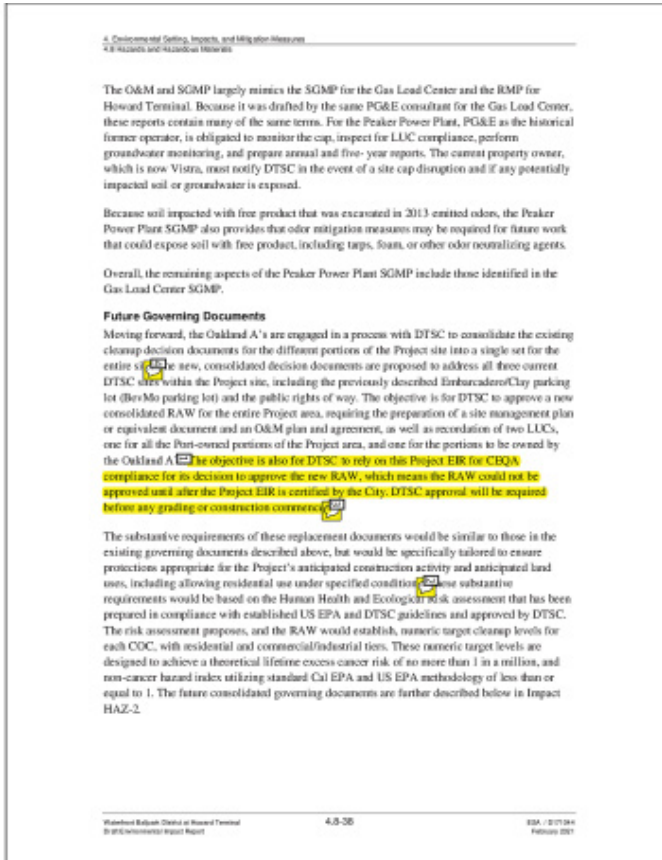 4. Environmental Setting, Impacts, and Mitigation Measures
4.8 Hazards and Hazardous Materials
The O&M and SGMP largely mimics the SGMP for the Gas Load Center and the RMP for
Howard Terminal. Because it was drafted by the same PG&E consultant for the Gas Load Center,
these reports contain many of the same terms. For the Peaker Power Plant, PG&E as the historical
former operator, is obligated to monitor the cap, inspect for LUC compliance, perform
groundwater monitoring, and prepare annual and five- year reports. The current property owner,
which is now Vistra, must notify DTSC in the event of a site cap disruption and if any potentially
impacted soil or groundwater is exposed.
Because soil impacted with free product that was excavated in 2013 emitted odors, the Peaker
Power Plant SGMP also provides that odor mitigation measures may be required for future work
that could expose soil with free product, including tarps, foam, or other odor neutralizing agents.
Overall, the remaining aspects of the Peaker Power Plant SGMP include those identified in the
Gas Load Center SGMP.
Future Governing Documents
Moving forward, the Oakland A's are engaged in a process with DTSC to consolidate the existing
cleanup decision documents for the different portions of the Project site into a single set for the
entire new, consolidated decision documents are proposed to address all three current
DTSC sites within the Project site, including the previously described Embarcadero/Clay parking
lot (BevMo parking lot) and the public rights of way. The objective is for DTSC to approve a new
consolidated RAW for the entire Project area, requiring the preparation of a site management plan
or equivalent document and an O&M plan and agreement, as well as recordation of two LUCs,
one for all the Port-owned portions of the Project area, and one for the portions to be owned by
the Oakland A The objective is also for DTSC to rely on this Project EIR for CEQA
compliance for its decision to approve the new RAW, which means the RAW could not be
approved until after the Project EIR is certified by the City. DTSC approval will be required
before any grading or construction commence
The substantive requirements of these replacement documents would be similar to those in the
existing governing documents described above, but would be specifically tailored to ensure
protections appropriate for the Project's anticipated construction activity and anticipated land
uses, including allowing residential use under specified condition substantive
requirements would be based on the Human Health and Ecological Risk assessment that has been
prepared in compliance with established US EPA and DTSC guidelines and approved by DTSC.
The risk assessment proposes, and the RAW would establish, numeric target cleanup levels for
each COC, with residential and commercial/industrial tiers. These numeric target levels are
designed to achieve a theoretical lifetime excess cancer risk of no more than 1 in a million, and
non-cancer hazard index utilizing standard Cal EPA and US EPA methodology of less than or
equal to 1. The future consolidated governing documents are further described below in Impact
HAZ-2.
Waterfront Ballpark District at Howard Terminal
Draft Environmental Impact Report
4.8-38
ESA / D171044
February 2021